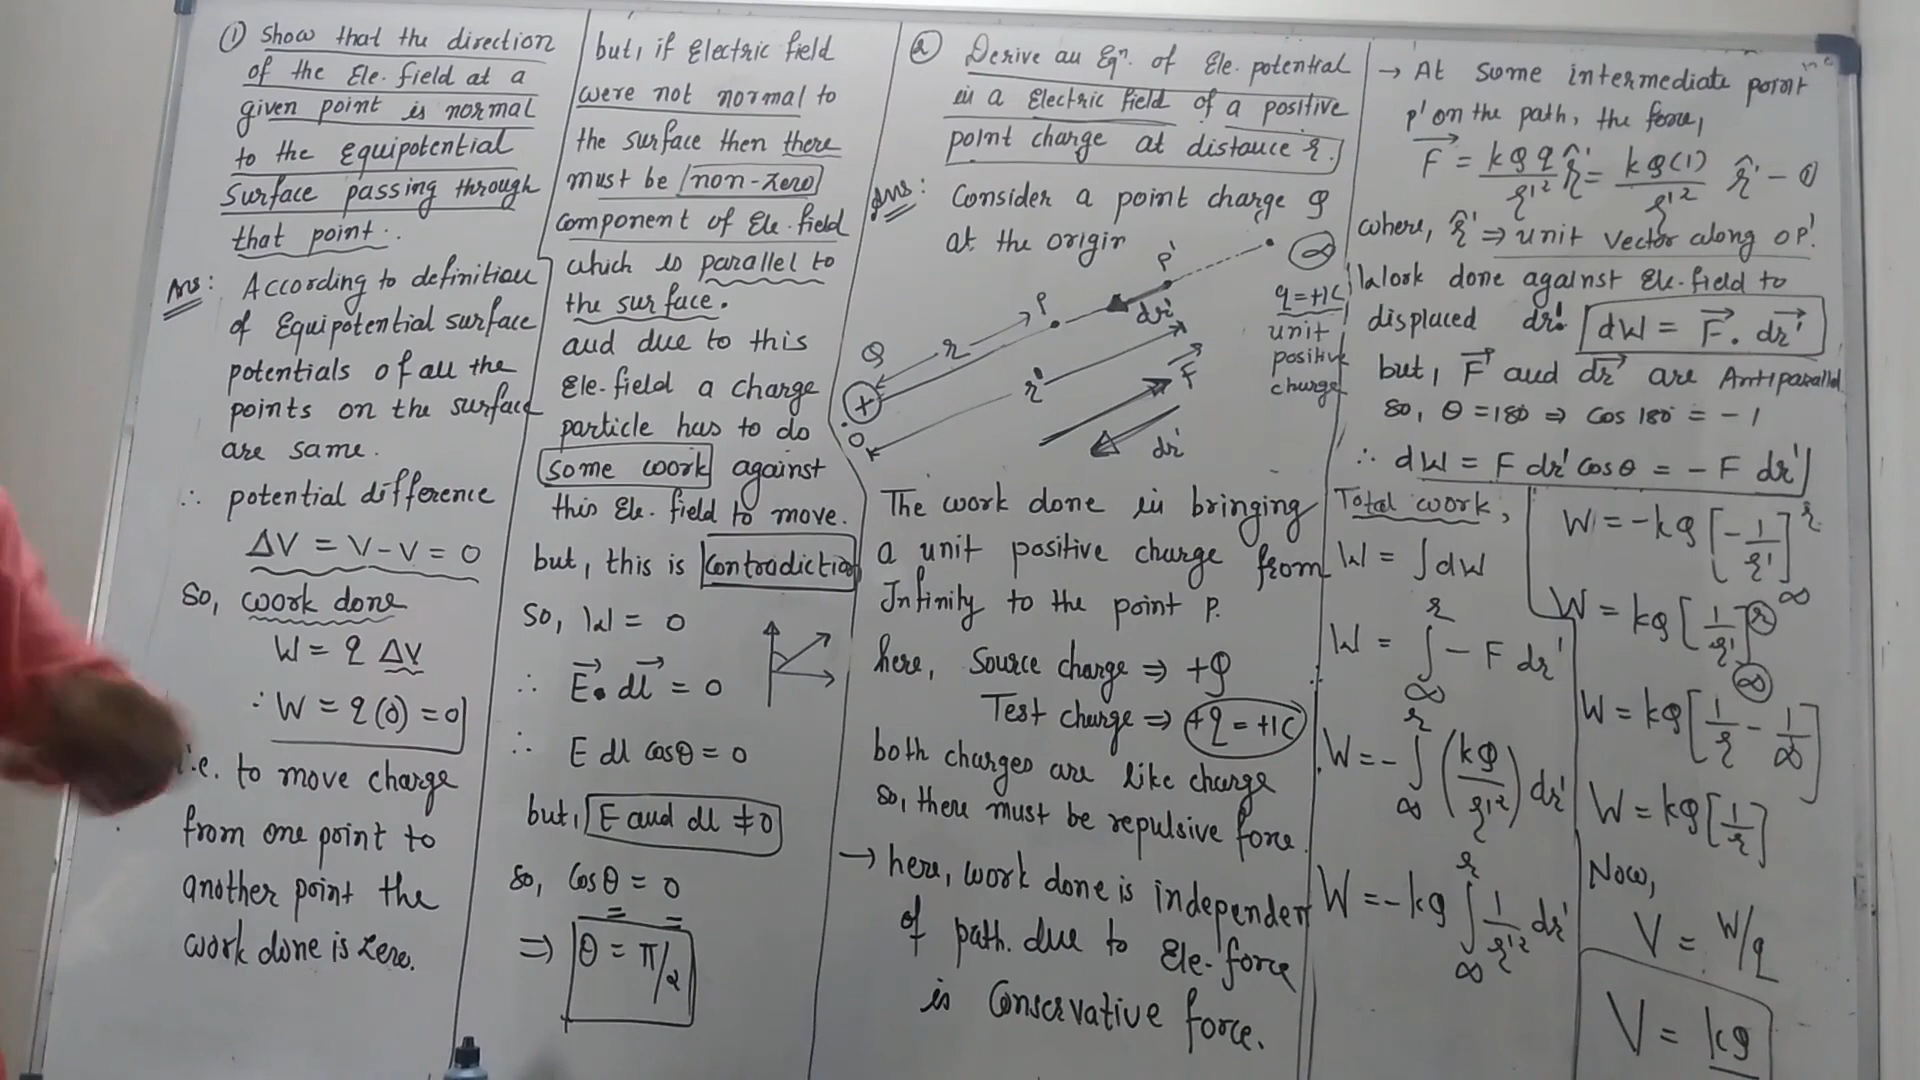 ① Show that the direction
of the Ele. field at a
given point is normal
to the Equipotential
Surface passing through
that point.
Ans: According to definition
of Equipotential surface
potentials of all the
points on the surface
are same.
∴ potential difference
ΔV = V - V = 0
So, work done
W = q ΔV
∴ W = q (0) = 0
i.e. to move charge
from one point to
another point the
work done is zero.
but, if Electric field
were not normal to
the surface then there
must be non-zero
component of Ele. field
which is parallel to
the surface.
and due to this
Ele. field a charge
particle has to do
some work against
this Ele. field to move.
but, this is Contradiction
So, W = 0
∴ E⃗ . dl⃗ = 0
∴ E dl cosθ = 0
but, E and dl ≠ 0
So, Cosθ = 0
⇒ θ = π/2
② Derive an Eqn. of Ele. potential
in a Electric field of a positive
point charge at distance r.
Ans: Consider a point charge Q
at the origin
∞
P'
P
dr'
q = +1C
unit
positive
charge
Q
r
+
r'
F⃗
O
dr'
The work done in bringing
a unit positive charge from
Infinity to the point P.
here, Source charge ⇒ +Q
Test charge ⇒ +q = +1C
both charges are like charge
so, there must be repulsive force.
→ here, work done is independent
of path. due to Ele. force
is Conservative force.
→ At some intermediate point
P' on the path, the force,
F⃗ = kQq/r'² r̂' = kQ(1)/r'² r̂' - ①
where, r̂' ⇒ unit vector along OP'.
Work done against Ele. field to
displaced dr'. dW = F⃗ . dr⃗'
but, F⃗ and dr⃗' are Antiparallel
so, θ = 180 ⇒ Cos 180 = -1
∴ dW = F dr' Cosθ = - F dr'
Total work,
W = ∫ dW
W = ∫_∞^r - F dr'
W = - ∫_∞^r (kQ/r'²) dr'
W = - kQ ∫_∞^r 1/r'² dr'
W = - kQ [-1/r']_∞^r
W = kQ [1/r']_∞^r
W = kQ [1/r - 1/∞]
W = kQ [1/r]
Now,
V = W/q
V = kQ